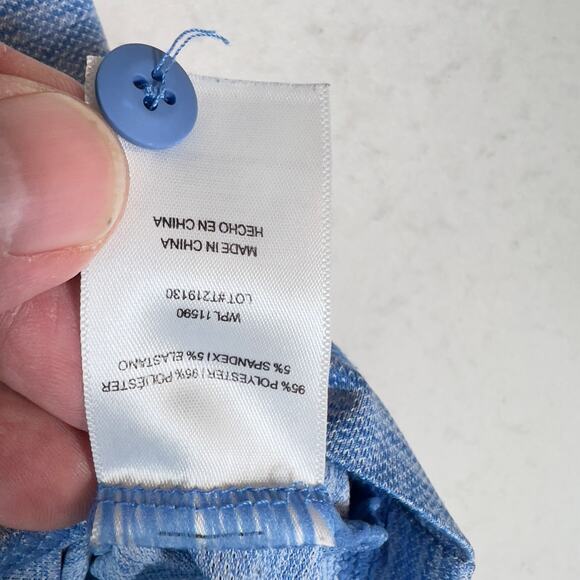 95% POLYESTER / 95% POLIÉSTER
5% SPANDEX / 5% ELASTANO
WPL 11590
LOT#T219130
MADE IN CHINA
HECHO EN CHINA